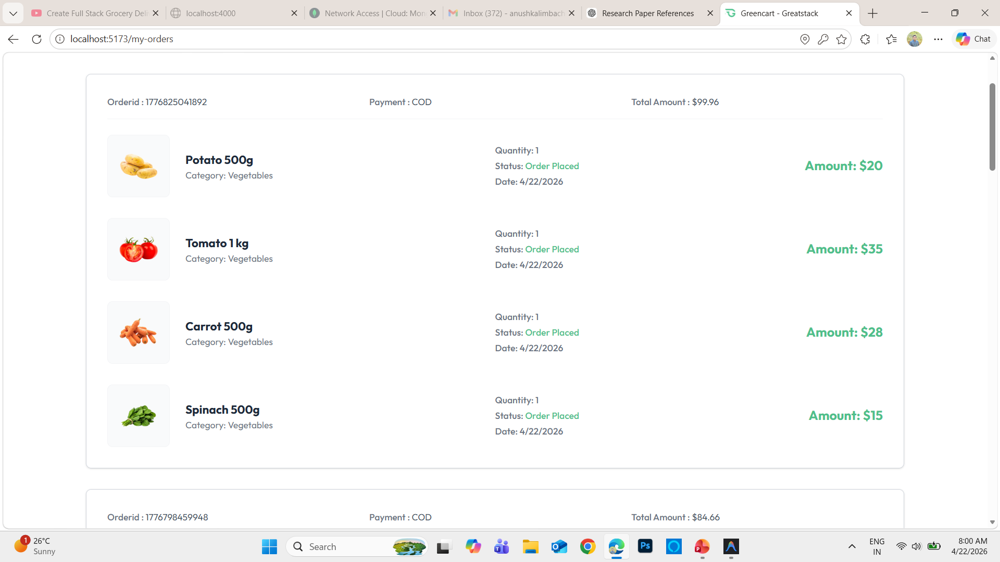 Create Full Stack Grocery Deli
localhost:4000
Network Access | Cloud: Mon
Inbox (372) - anushkalimbach
Research Paper References
Greencart - Greatstack
localhost:5173/my-orders
Chat
Orderid : 1776825041892 Payment : COD Total Amount : $99.96
Potato 500g
Category: Vegetables
Quantity: 1
Status: Order Placed
Date: 4/22/2026
Amount: $20
Tomato 1 kg
Category: Vegetables
Quantity: 1
Status: Order Placed
Date: 4/22/2026
Amount: $35
Carrot 500g
Category: Vegetables
Quantity: 1
Status: Order Placed
Date: 4/22/2026
Amount: $28
Spinach 500g
Category: Vegetables
Quantity: 1
Status: Order Placed
Date: 4/22/2026
Amount: $15
Orderid : 1776798459948 Payment : COD Total Amount : $84.66
1
26°C
Sunny
Search
Ps
ENG
IN
8:00 AM
4/22/2026